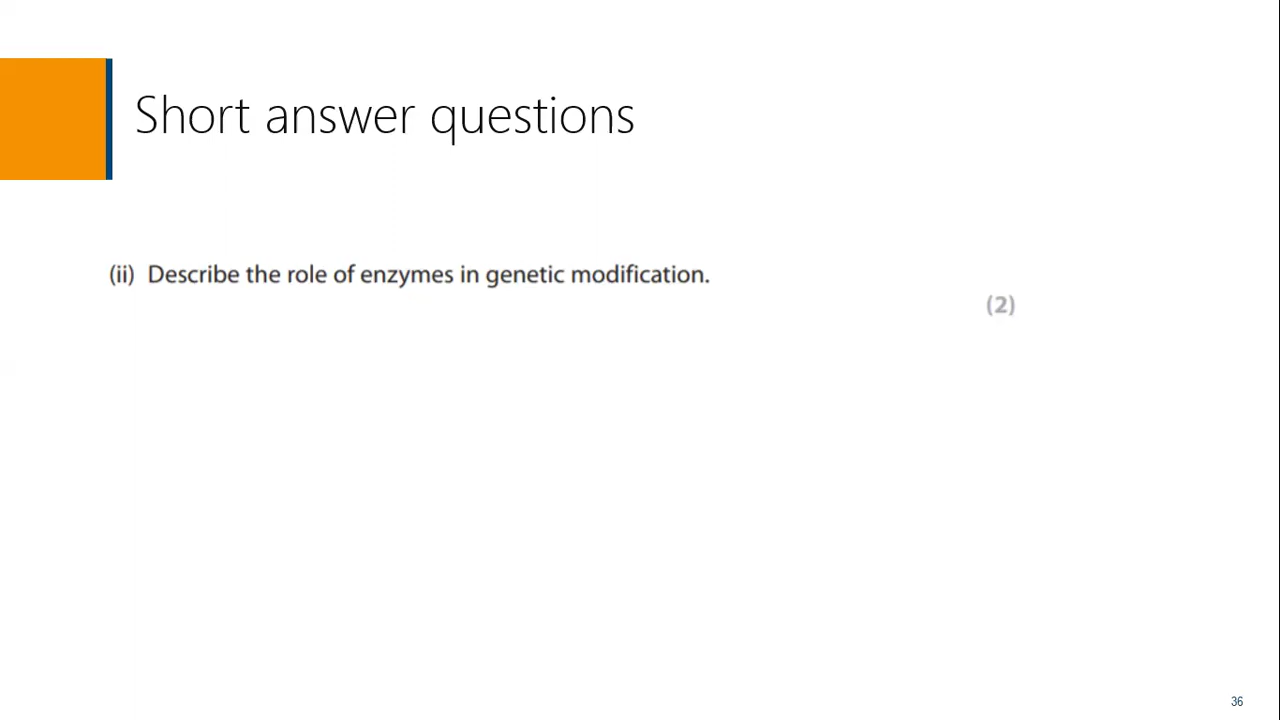 Short answer questions
(ii) Describe the role of enzymes in genetic modification.
(2)
36